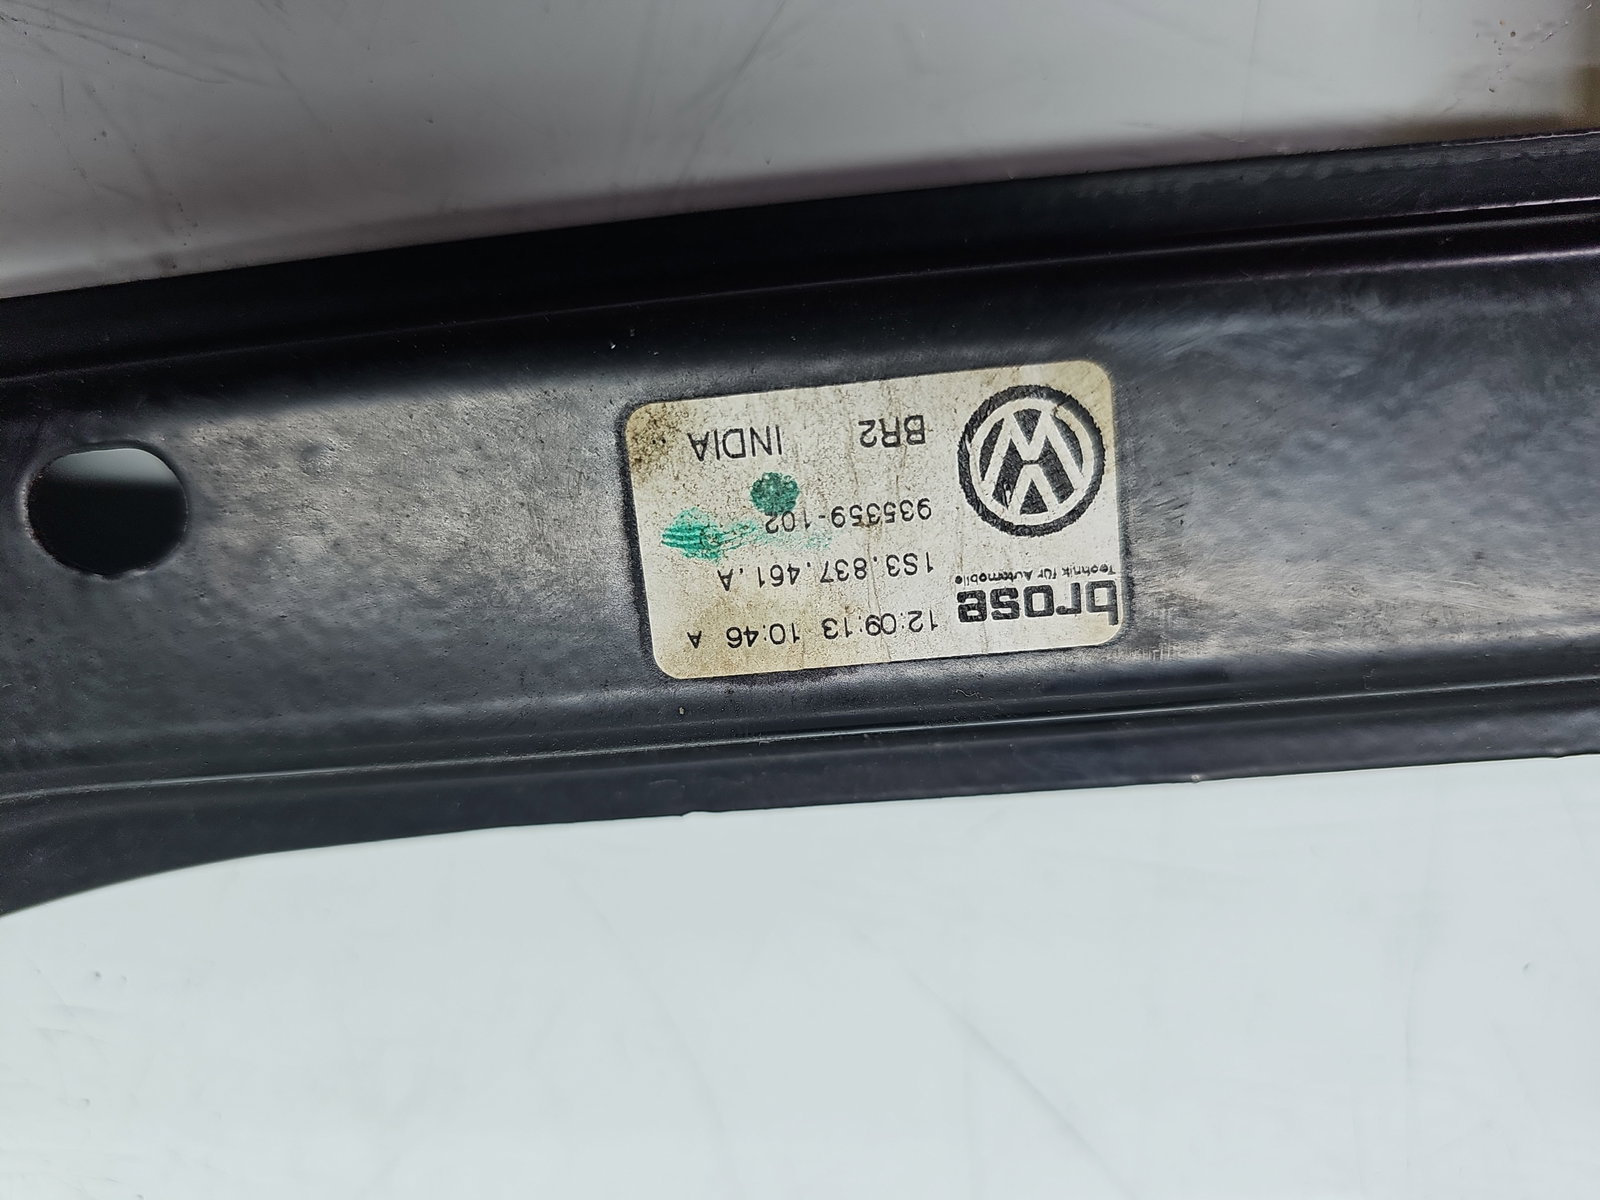 brose 12:09:13 10:46 A
Technik für Automobile
1S3.837.461.A
935359-102
BR2 INDIA